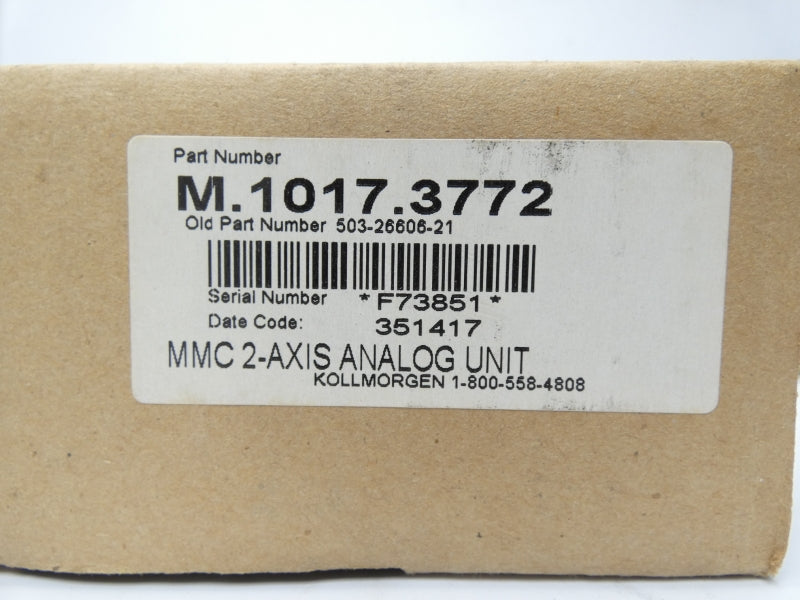 Part Number
M.1017.3772
Old Part Number 503-26606-21
Serial Number *F73851*
Date Code: 351417
MMC 2-AXIS ANALOG UNIT
KOLLMORGEN 1-800-558-4808